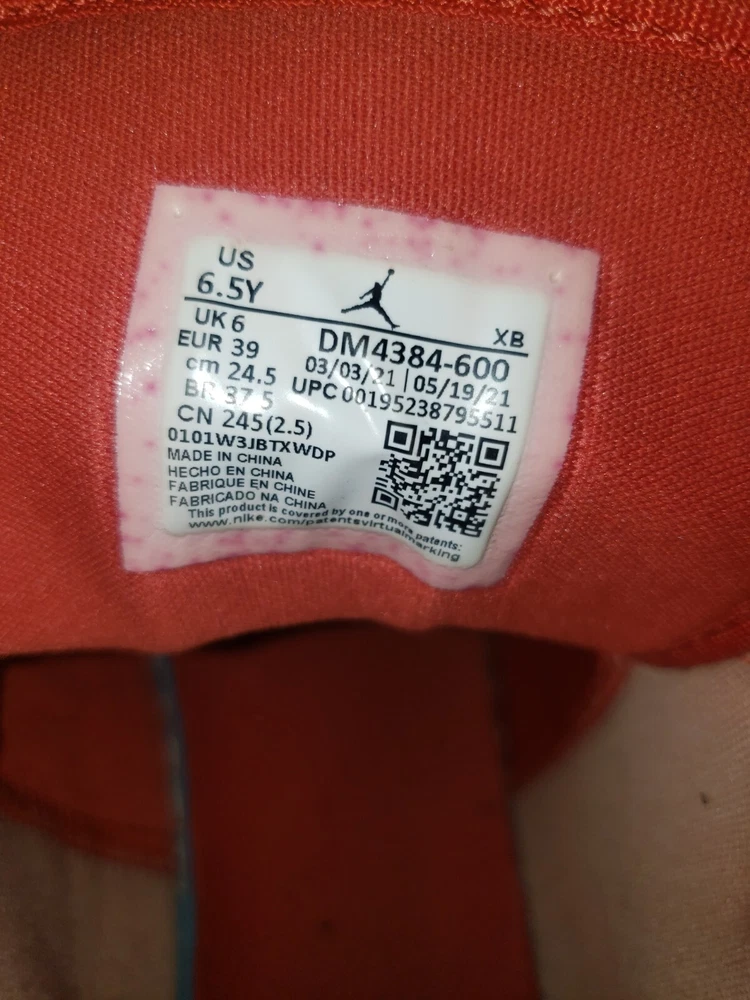 US
6.5Y
XB
UK 6
EUR 39
cm 24.5
BR 37.5
CN 245(2.5)
DM4384-600
03/03/21 | 05/19/21
UPC 00195238795511
0101W3JBTXWDP
MADE IN CHINA
HECHO EN CHINA
FABRIQUE EN CHINE
FABRICADO NA CHINA
This product is covered by one or more patents:
www.nike.com/patentsvirtualmarking